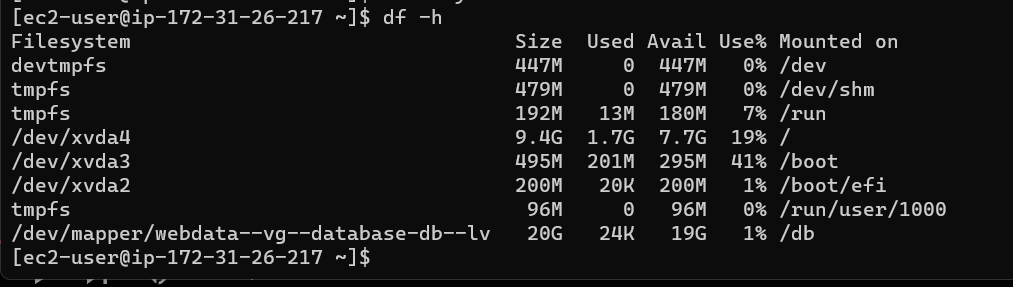 [ec2-user@ip-172-31-26-217 ~]$ df -h
Filesystem                                Size  Used Avail Use% Mounted on
devtmpfs                                  447M     0  447M   0% /dev
tmpfs                                     479M     0  479M   0% /dev/shm
tmpfs                                     192M   13M  180M   7% /run
/dev/xvda4                                9.4G  1.7G  7.7G  19% /
/dev/xvda3                                495M  201M  295M  41% /boot
/dev/xvda2                                200M   20K  200M   1% /boot/efi
tmpfs                                      96M     0   96M   0% /run/user/1000
/dev/mapper/webdata--vg--database-db--lv   20G   24K   19G   1% /db
[ec2-user@ip-172-31-26-217 ~]$